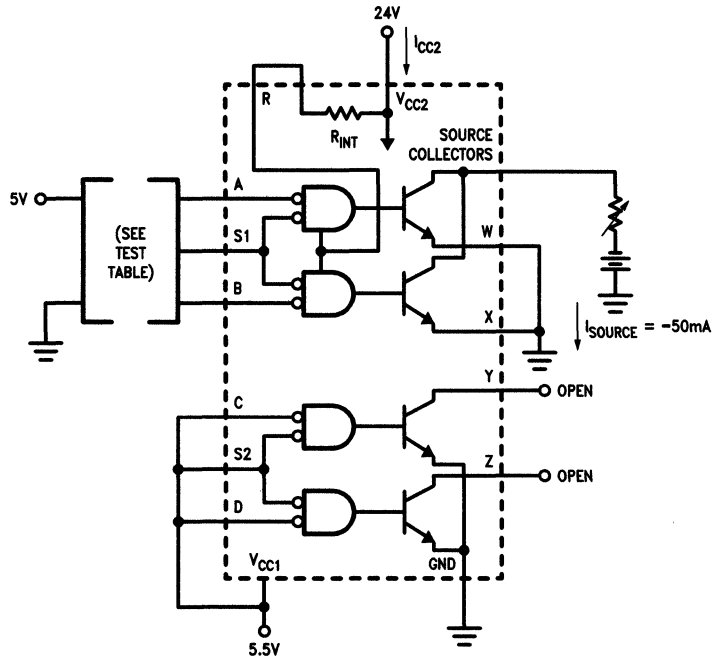 24V
ICC2
R
VCC2
RINT
SOURCE
COLLECTORS
A
5V
(SEE
TEST
TABLE)
S1
W
B
X
ISOURCE = -50mA
Y
OPEN
C
S2
Z
OPEN
D
VCC1
GND
5.5V